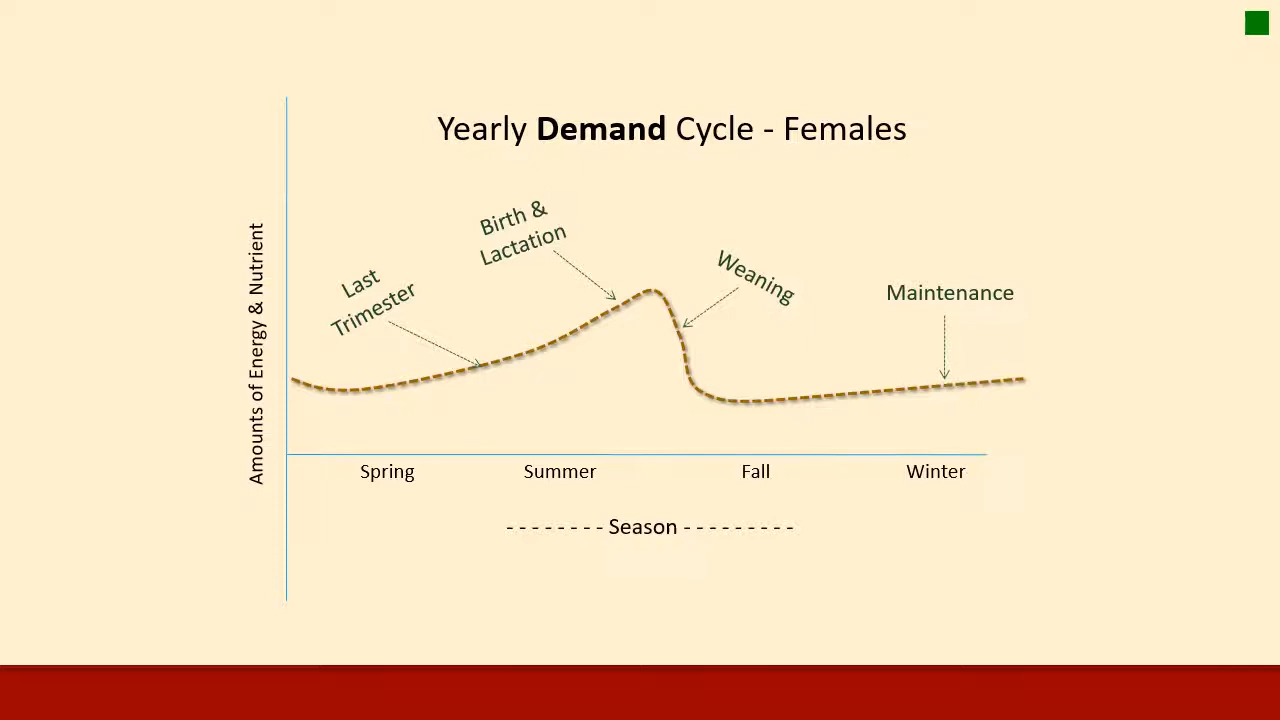 Yearly Demand Cycle - Females
Birth &
Lactation
Last
Trimester
Weaning
Maintenance
Amounts of Energy & Nutrient
Spring
Summer
Fall
Winter
- - - - - - - - Season - - - - - - - - -